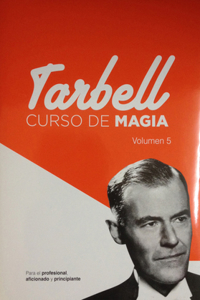 Tarbell
CURSO DE MAGIA
Volumen 5
Para el profesional,
aficionado y principiante